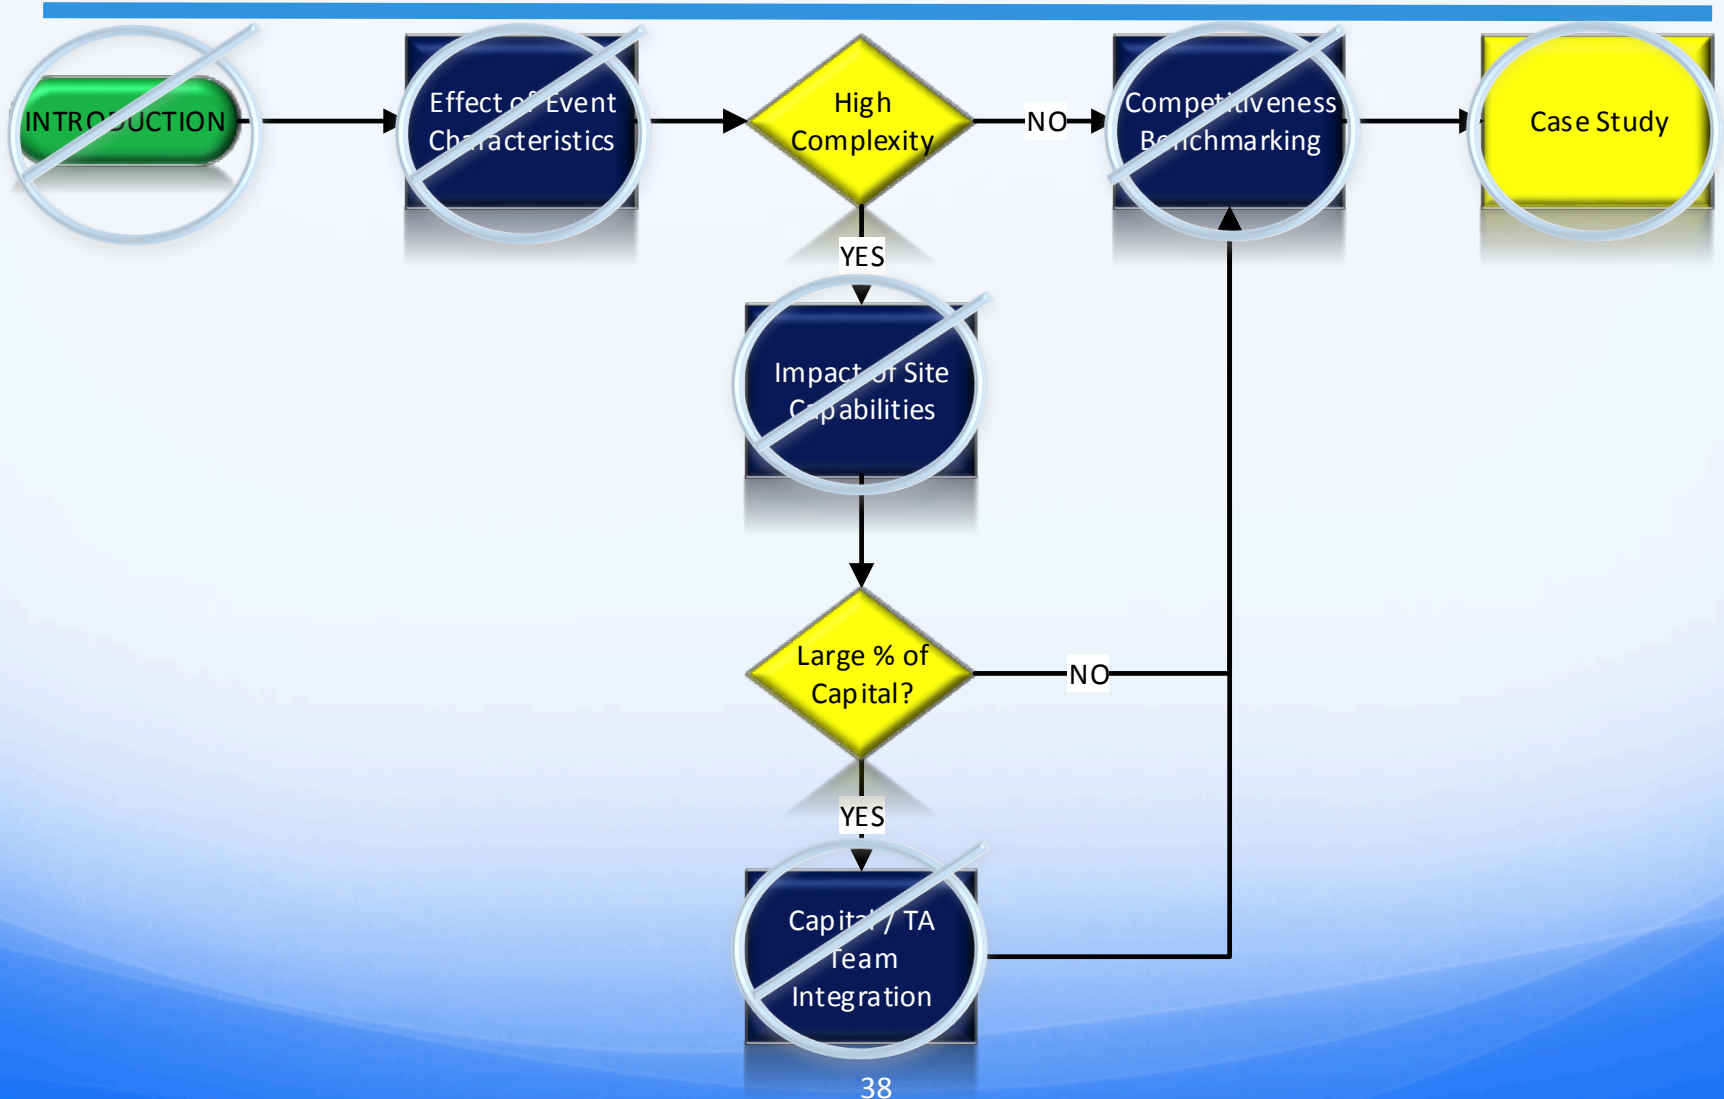 INTRODUCTION
Effect of Event
Characteristics
High
Complexity
NO
Competitiveness
Benchmarking
Case Study
YES
Impact of Site
Capabilities
Large % of
Capital?
NO
YES
Capital / TA
Team
Integration
38